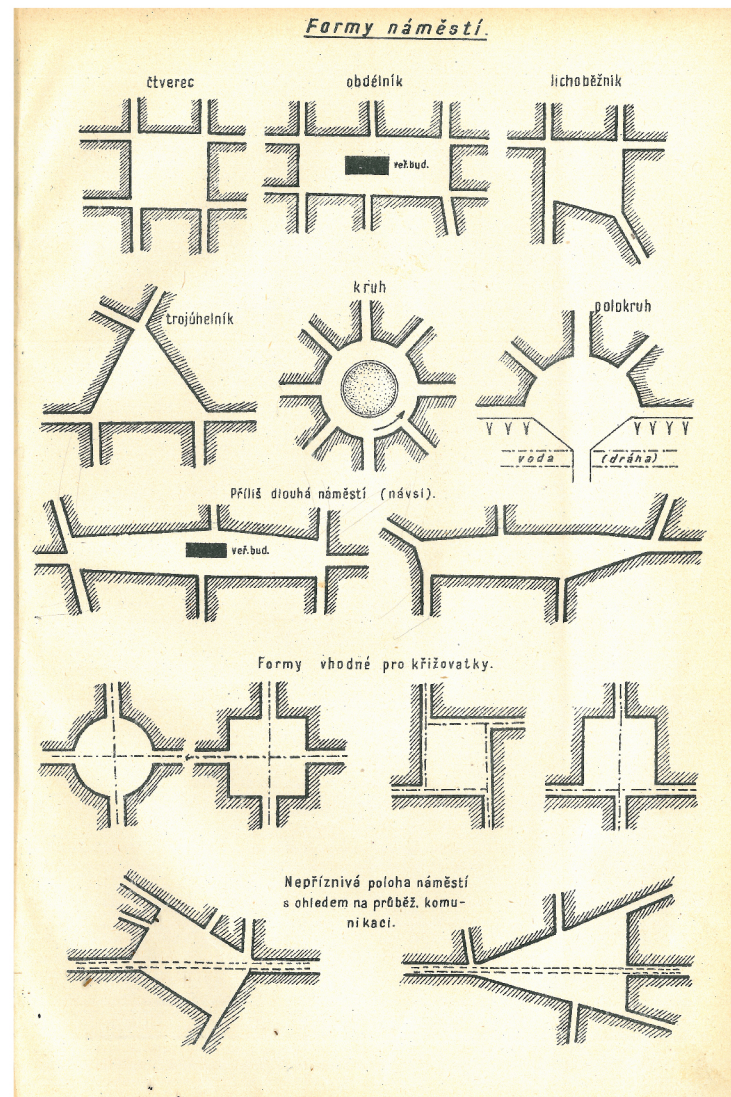 Formy náměstí.
čtverec
obdélník
lichoběžnik
veř.bud.
trojúhelník
kruh
polokruh
voda
(dráha)
Příliš dlouhá náměstí (návsi).
veř.bud.
Formy vhodné pro křižovatky.
Nepříznivá poloha náměstí
s ohledem na průběž. komu-
nikaci.